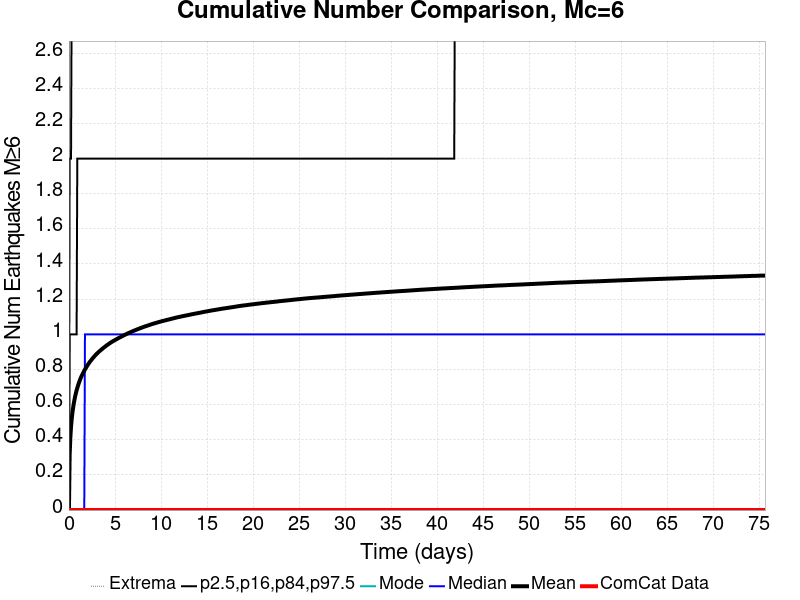 Cumulative Number Comparison, Mc=6
Cumulative Num Earthquakes M≥6
2.6
2.4
2.2
2
1.8
1.6
1.4
1.2
1
0.8
0.6
0.4
0.2
0
0 5 10 15 20 25 30 35 40 45 50 55 60 65 70 75
Time (days)
Extrema p2.5,p16,p84,p97.5 Mode Median Mean ComCat Data